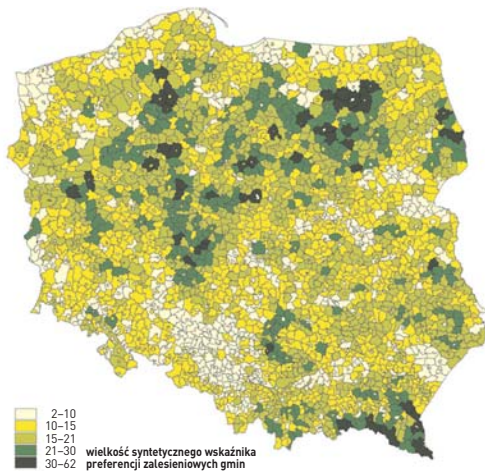 2–10
10–15
15–21
21–30 wielkość syntetycznego wskaźnika
30–62 preferencji zalesieniowych gmin